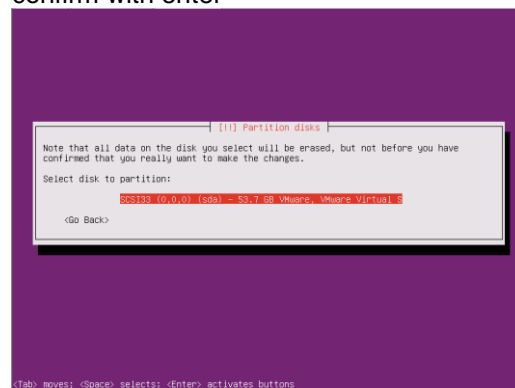 confirm with enter
[!!] Partition disks
Note that all data on the disk you select will be erased, but not before you have
confirmed that you really want to make the changes.
Select disk to partition:
SCSI33 (0,0,0) (sda) - 53.7 GB VMware, VMware Virtual S
<Go Back>
<Tab> moves; <Space> selects; <Enter> activates buttons